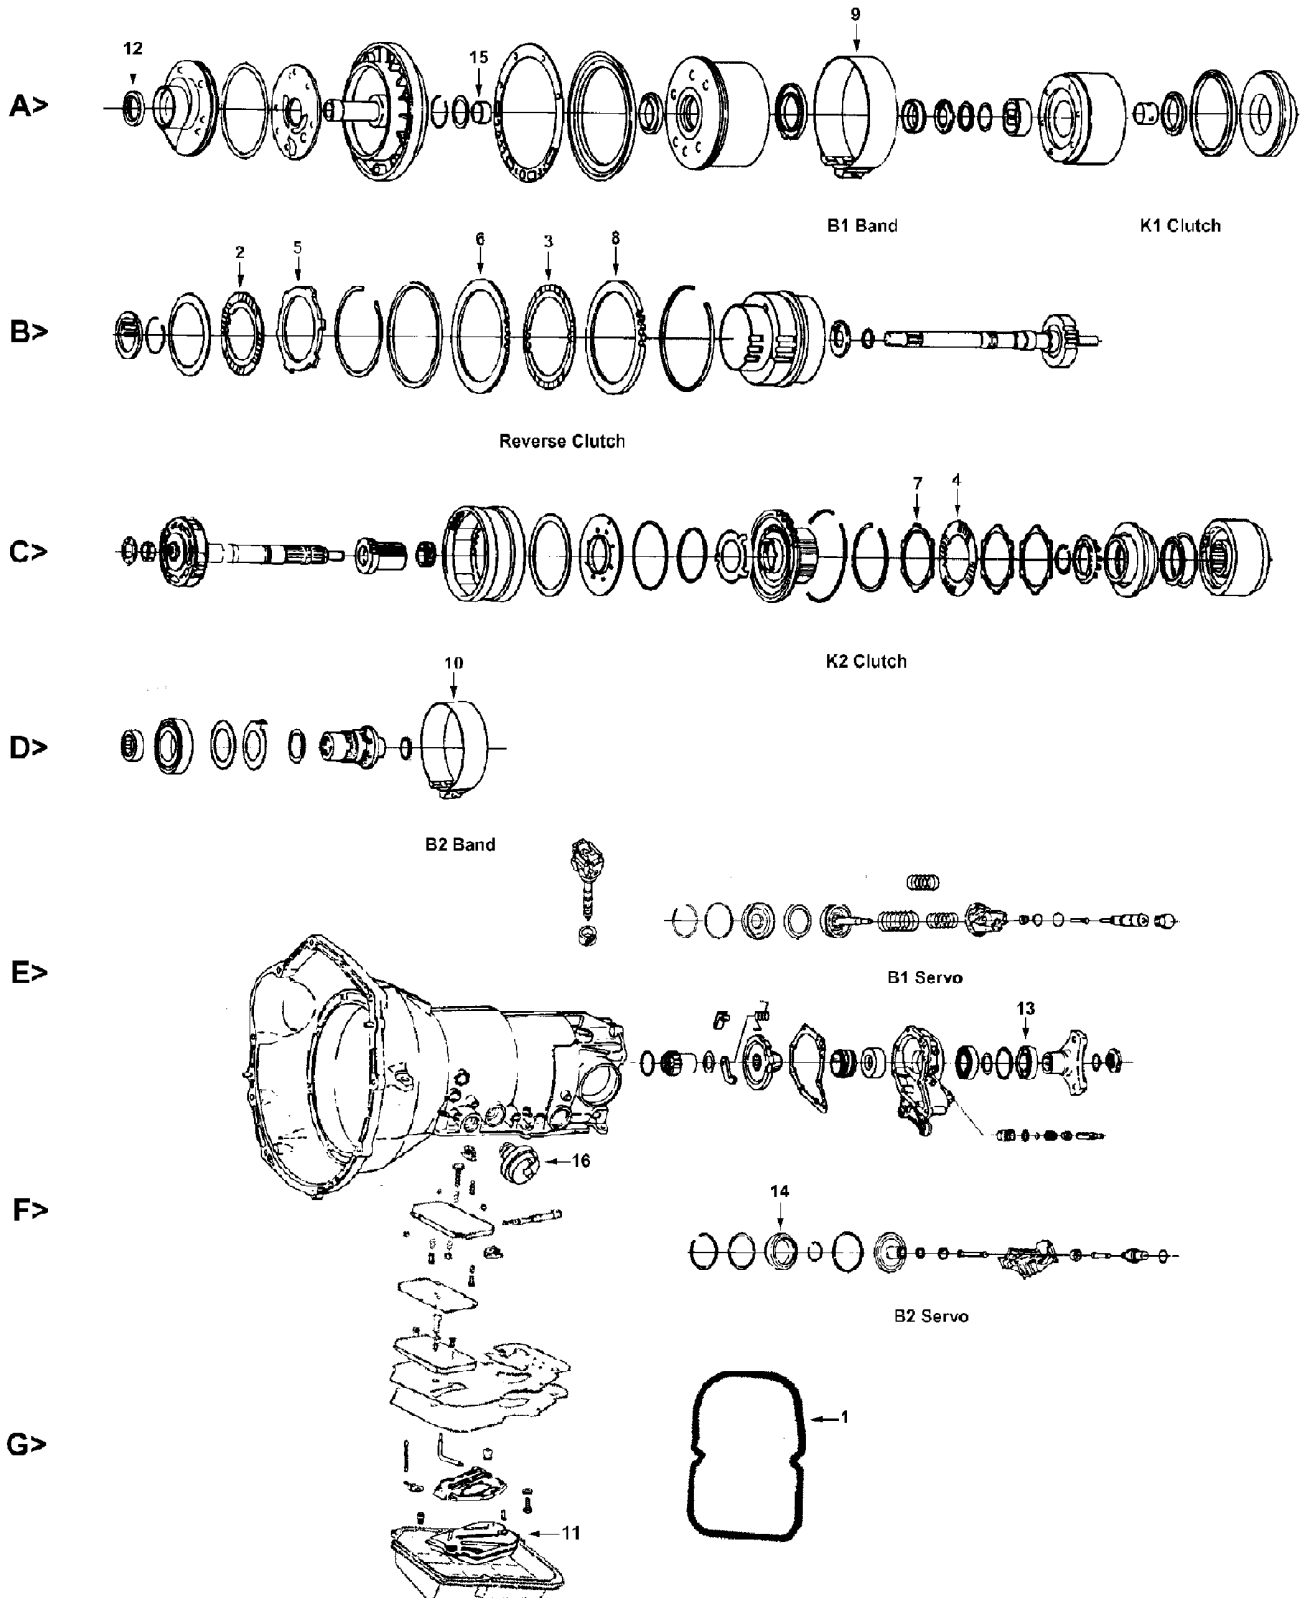 9
12
15
A>
B1 Band
K1 Clutch
2
5
6
3
8
B>
Reverse Clutch
7
4
C>
K2 Clutch
10
D>
B2 Band
E>
B1 Servo
13
16
F>
14
B2 Servo
1
G>
11